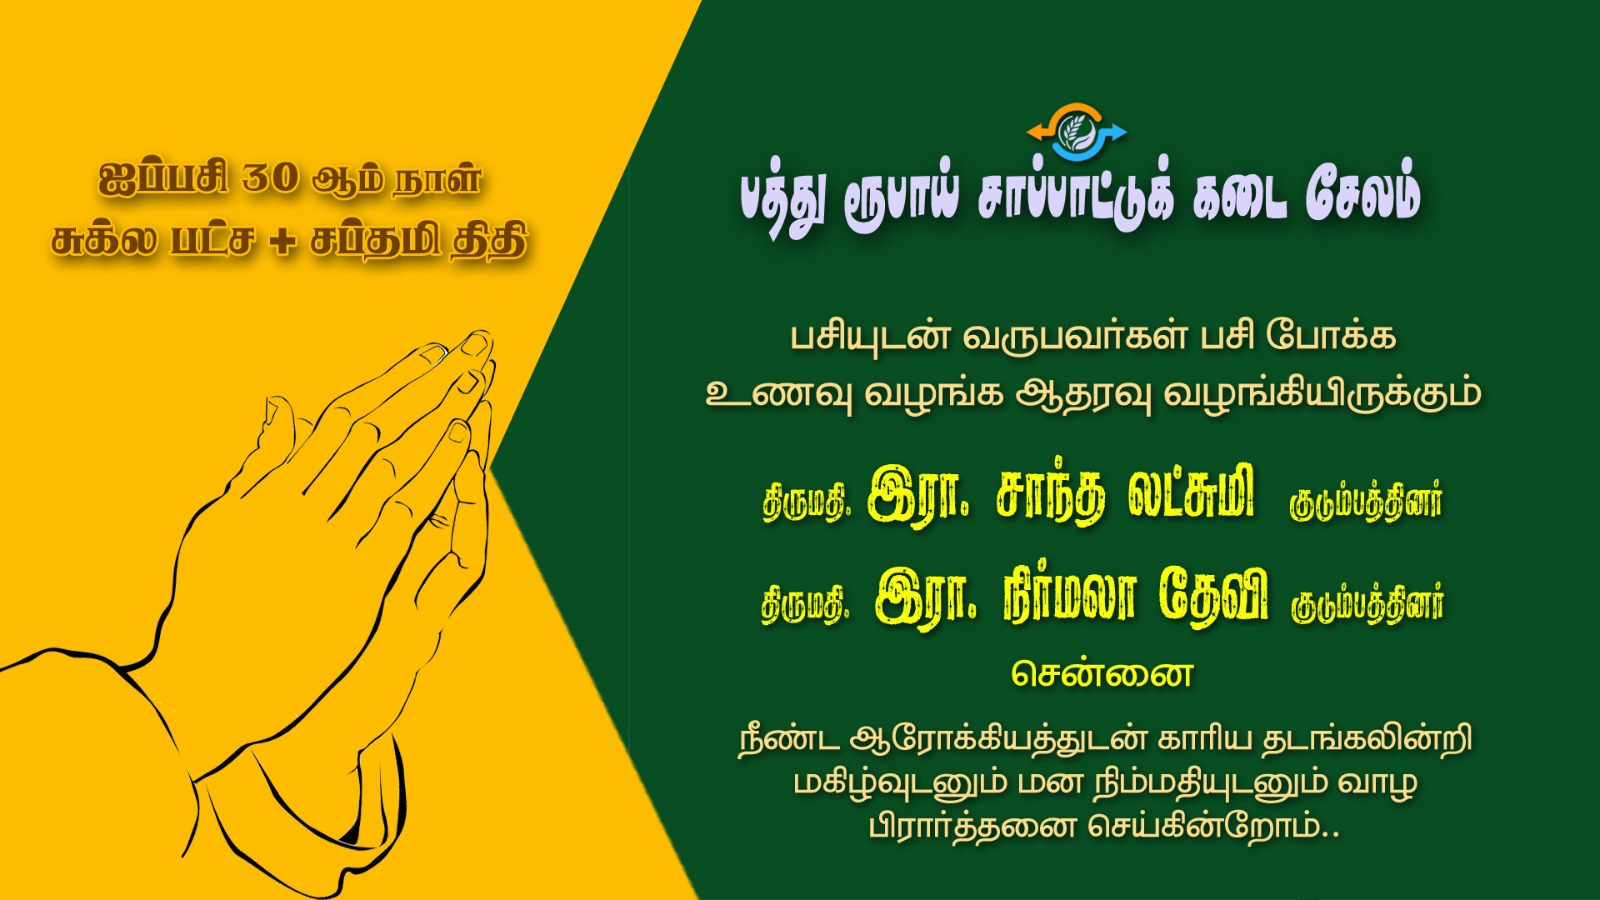 ஐப்பசி 30 ஆம் நாள்
சுக்ல பட்ச + சப்தமி திதி
பத்து ரூபாய் சாப்பாட்டுக் கடை சேலம்
பசியுடன் வருபவர்கள் பசி போக்க
உணவு வழங்க ஆதரவு வழங்கியிருக்கும்
திருமதி. இரா. சாந்த லட்சுமி குடும்பத்தினர்
திருமதி. இரா. நிர்மலா தேவி குடும்பத்தினர்
சென்னை
நீண்ட ஆரோக்கியத்துடன் காரிய தடங்கலின்றி
மகிழ்வுடனும் மன நிம்மதியுடனும் வாழ
பிரார்த்தனை செய்கின்றோம்..